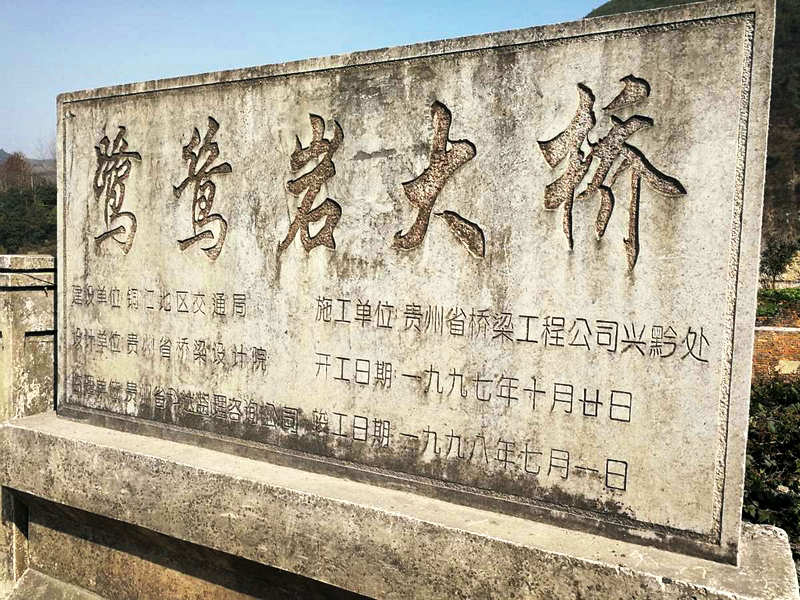 鹭鸶岩大桥
建设单位:铜仁地区交通局 施工单位:贵州省桥梁工程公司兴黔处
设计单位:贵州省桥梁设计院 开工日期:一九九七年十月廿日
监理单位:贵州省 监理咨询公司 竣工日期:一九九八年七月一日